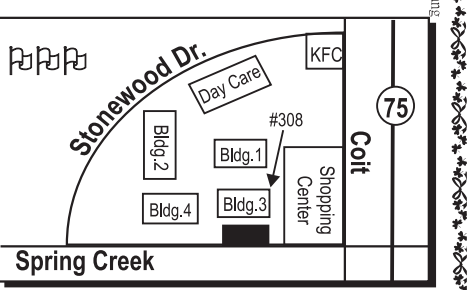 Stonewood Dr.
KFC
Day Care
75
#308
Coit
Bldg.2
Bldg.1
Shopping
Center
Bldg.4
Bldg.3
Spring Creek